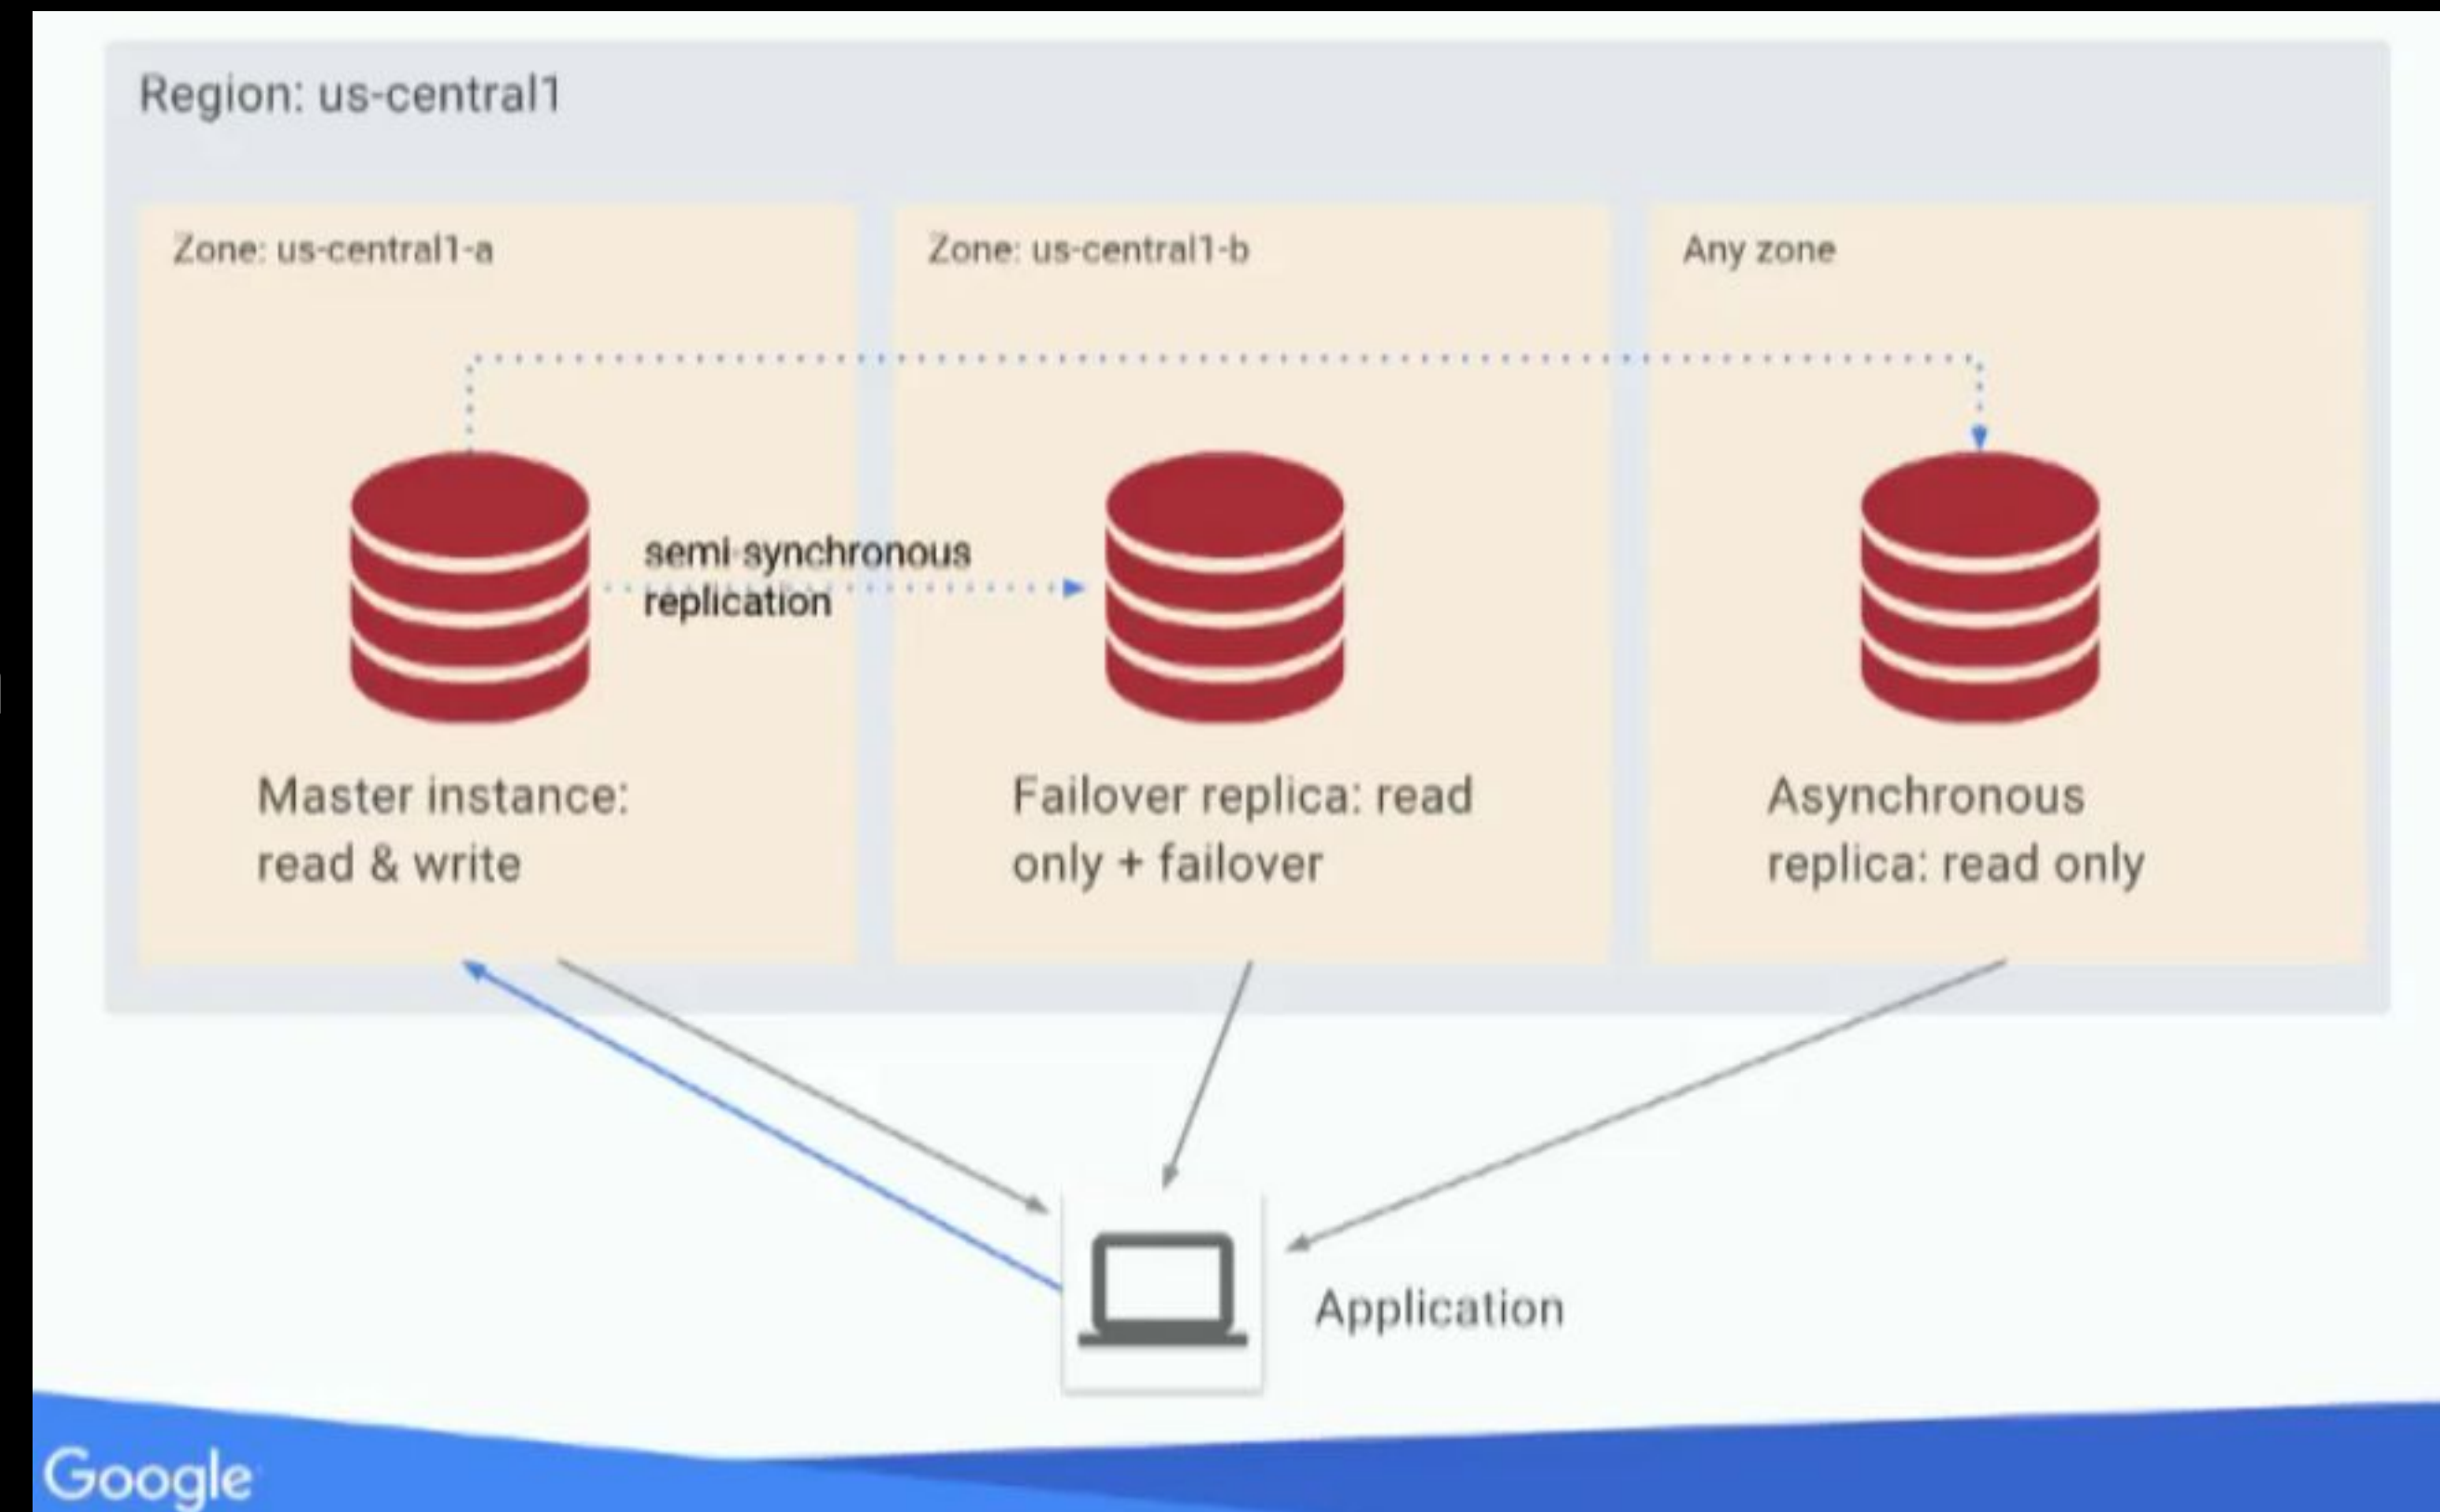 Region: us-central1
Zone: us-central1-a
Zone: us-central1-b
Any zone
semi-synchronous
replication
Master instance:
read & write
Failover replica: read
only + failover
Asynchronous
replica: read only
Application
Google